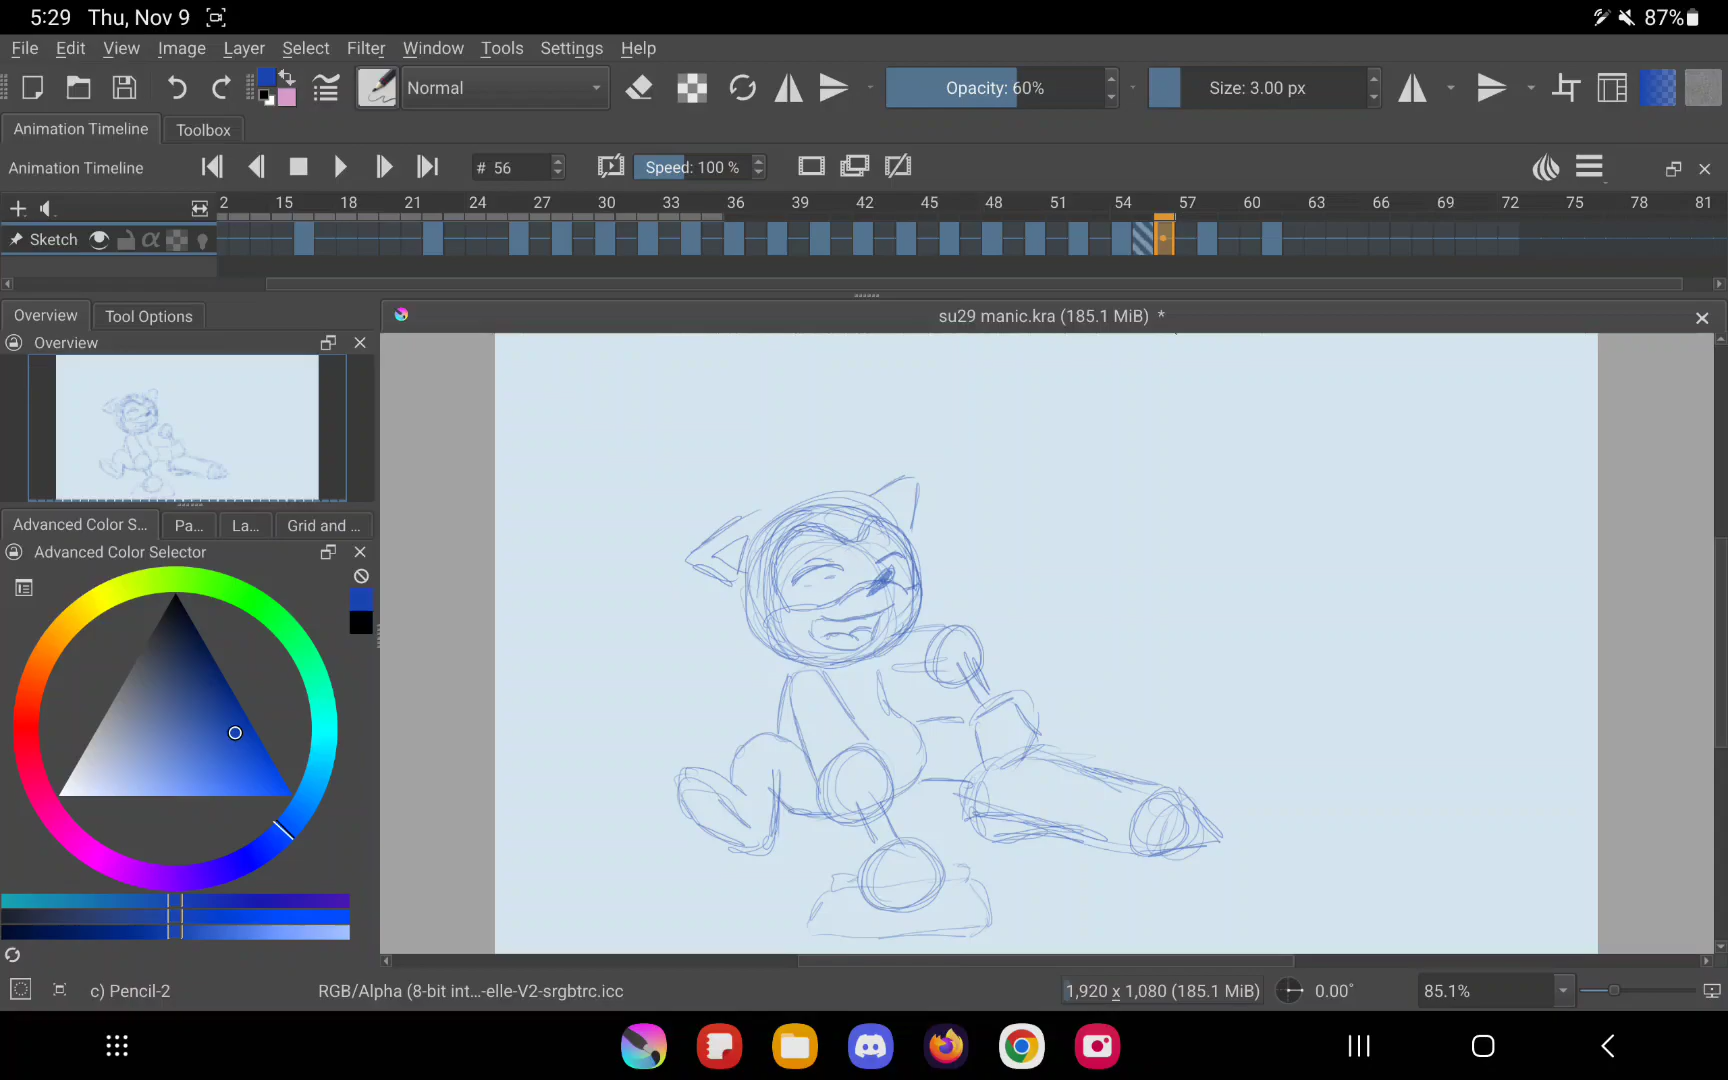 5:29 Thu, Nov 9 87%
File Edit View Image Layer Select Filter Window Tools Settings Help
Normal Opacity: 60% Size: 3.00 px
Animation Timeline Toolbox
Animation Timeline # 56 Speed: 100 %
2 15 18 21 24 27 30 33 36 39 42 45 48 51 54 57 60 63 66 69 72 75 78 81
Sketch α
Overview Tool Options
su29 manic.kra (185.1 MiB) *
Overview
Advanced Color S... Pa... La... Grid and ...
Advanced Color Selector
c) Pencil-2 RGB/Alpha (8-bit int...-elle-V2-srgbtrc.icc 1,920 x 1,080 (185.1 MiB) 0.00° 85.1%